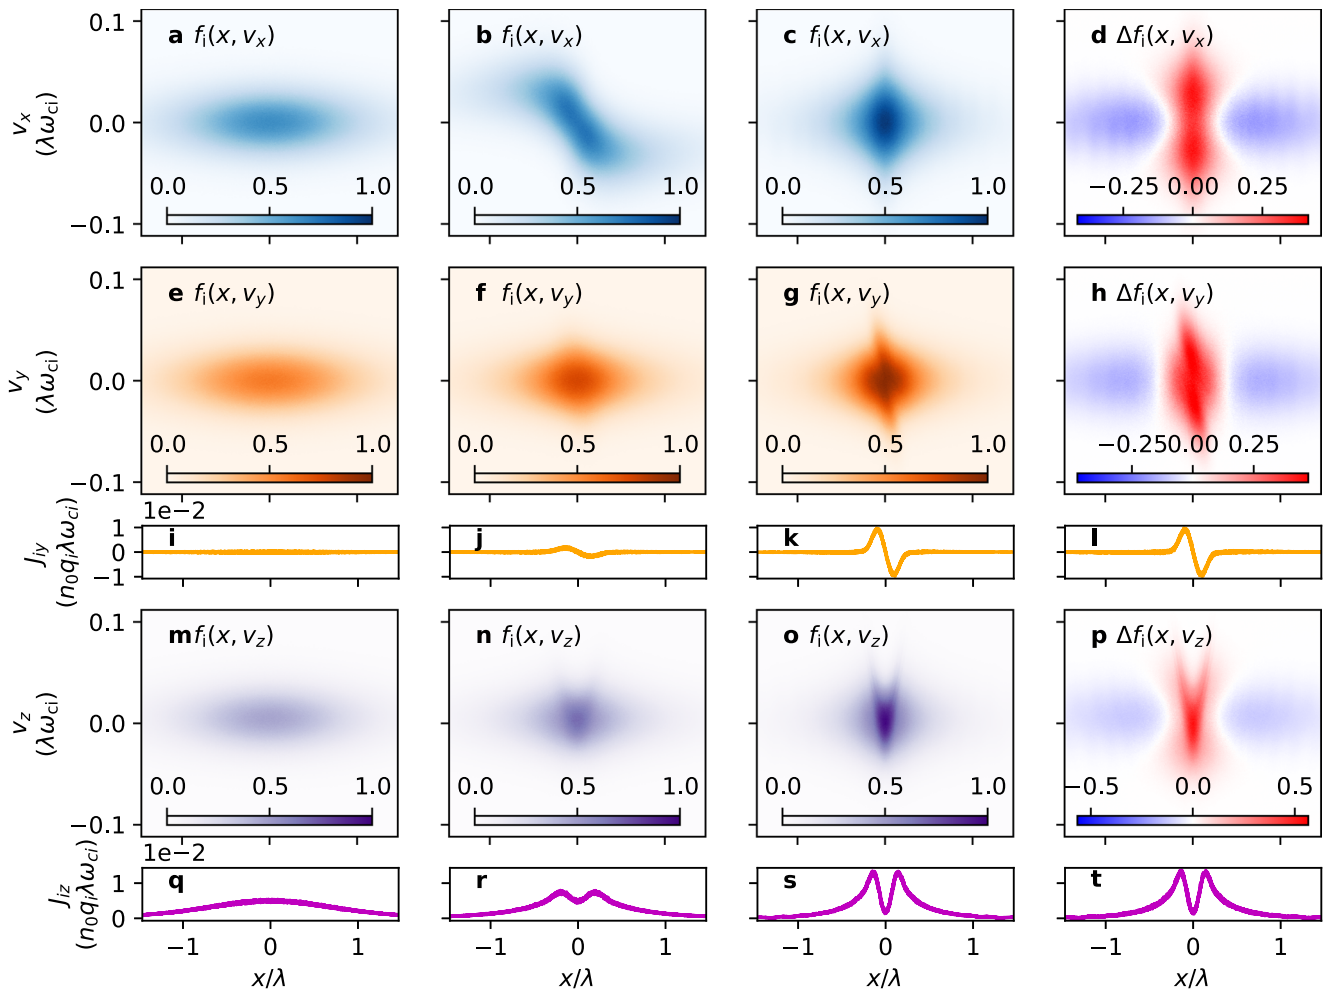 a f_i(x, v_x)
b f_i(x, v_x)
c f_i(x, v_x)
d Δf_i(x, v_x)
0.1
0.0
−0.1
v_x
(λω_ci)
0.0 0.5 1.0
0.0 0.5 1.0
0.0 0.5 1.0
−0.25 0.00 0.25
e f_i(x, v_y)
f f_i(x, v_y)
g f_i(x, v_y)
h Δf_i(x, v_y)
0.1
0.0
−0.1
v_y
(λω_ci)
0.0 0.5 1.0
0.0 0.5 1.0
0.0 0.5 1.0
−0.25 0.00 0.25
1e−2
i
j
k
l
1
0
−1
J_iy
(n_0q_iλω_ci)
m f_i(x, v_z)
n f_i(x, v_z)
o f_i(x, v_z)
p Δf_i(x, v_z)
0.1
0.0
−0.1
v_z
(λω_ci)
0.0 0.5 1.0
0.0 0.5 1.0
0.0 0.5 1.0
−0.5 0.0 0.5
1e−2
q
r
s
t
1
0
J_iz
(n_0q_iλω_ci)
−1 0 1
−1 0 1
−1 0 1
−1 0 1
x/λ
x/λ
x/λ
x/λ